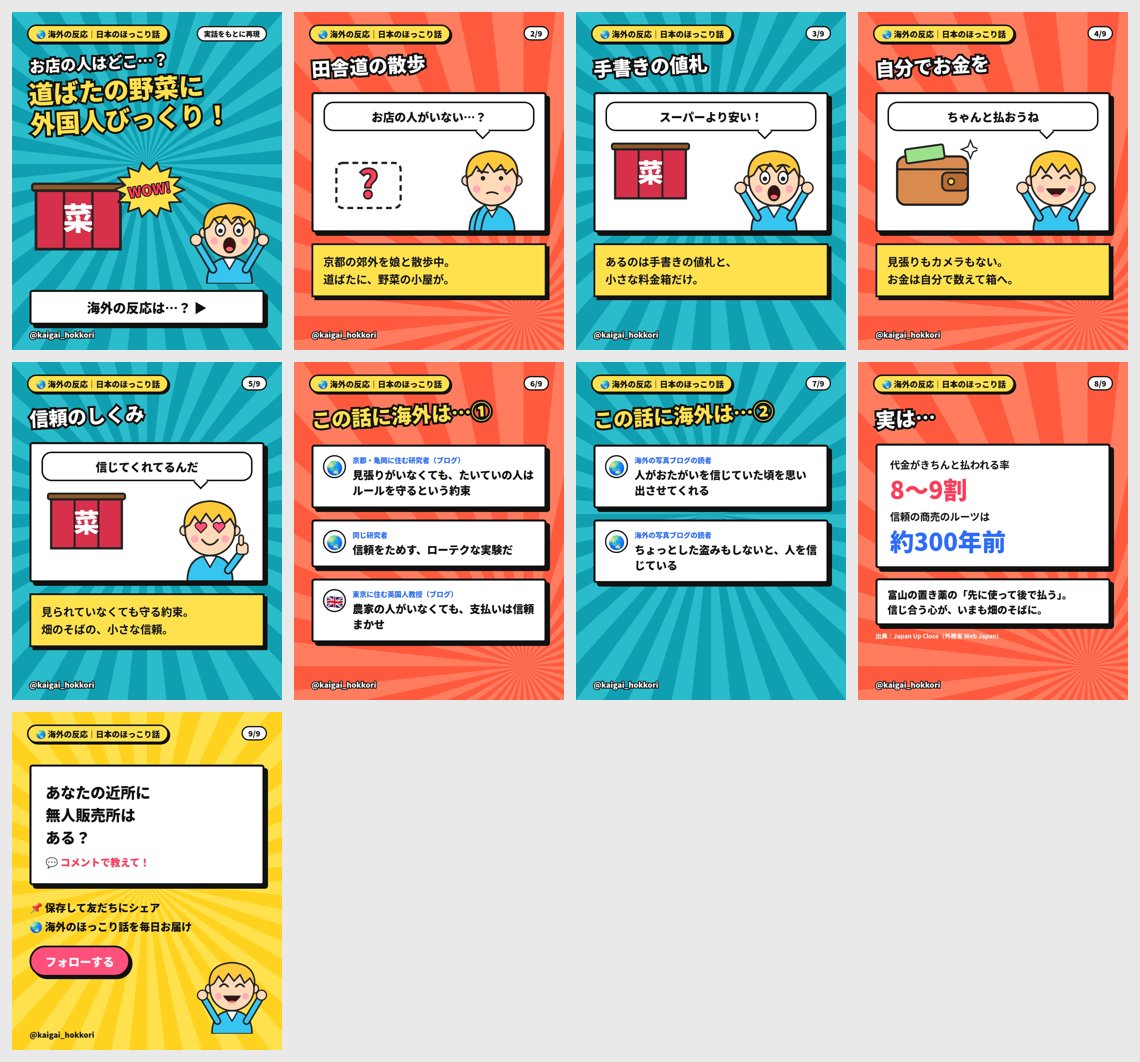 🌏 海外の反応｜日本のほっこり話
実話をもとに再現
お店の人はどこ…？
道ばたの野菜に
外国人びっくり！
WOW!
菜
海外の反応は…？ ▶
@kaigai_hokkori
🌏 海外の反応｜日本のほっこり話
2/9
田舎道の散歩
お店の人がいない…？
?
京都の郊外を娘と散歩中。
道ばたに、野菜の小屋が。
@kaigai_hokkori
🌏 海外の反応｜日本のほっこり話
3/9
手書きの値札
スーパーより安い！
菜
あるのは手書きの値札と、
小さな料金箱だけ。
@kaigai_hokkori
🌏 海外の反応｜日本のほっこり話
4/9
自分でお金を
ちゃんと払おうね
見張りもカメラもない。
お金は自分で数えて箱へ。
@kaigai_hokkori
🌏 海外の反応｜日本のほっこり話
5/9
信頼のしくみ
信じてくれてるんだ
菜
見られていなくても守る約束。
畑のそばの、小さな信頼。
@kaigai_hokkori
🌏 海外の反応｜日本のほっこり話
6/9
この話に海外は…①
京都・亀岡に住む研究者（ブログ）
見張りがいなくても、たいていの人は
ルールを守るという約束
同じ研究者
信頼をためす、ローテクな実験だ
東京に住む英国人教授（ブログ）
農家の人がいなくても、支払いは信頼
まかせ
@kaigai_hokkori
🌏 海外の反応｜日本のほっこり話
7/9
この話に海外は…②
海外の写真ブログの読者
人がおたがいを信じていた頃を思い
出させてくれる
海外の写真ブログの読者
ちょっとした盗みもしないと、人を信
じている
@kaigai_hokkori
🌏 海外の反応｜日本のほっこり話
8/9
実は…
代金がきちんと払われる率
8〜9割
信頼の商売のルーツは
約300年前
富山の置き薬の「先に使って後で払う」。
信じ合う心が、いまも畑のそばに。
出典：Japan Up Close（外務省 Web Japan）
@kaigai_hokkori
🌏 海外の反応｜日本のほっこり話
9/9
あなたの近所に
無人販売所は
ある？
💬 コメントで教えて！
📌 保存して友だちにシェア
🌏 海外のほっこり話を毎日お届け
フォローする
@kaigai_hokkori